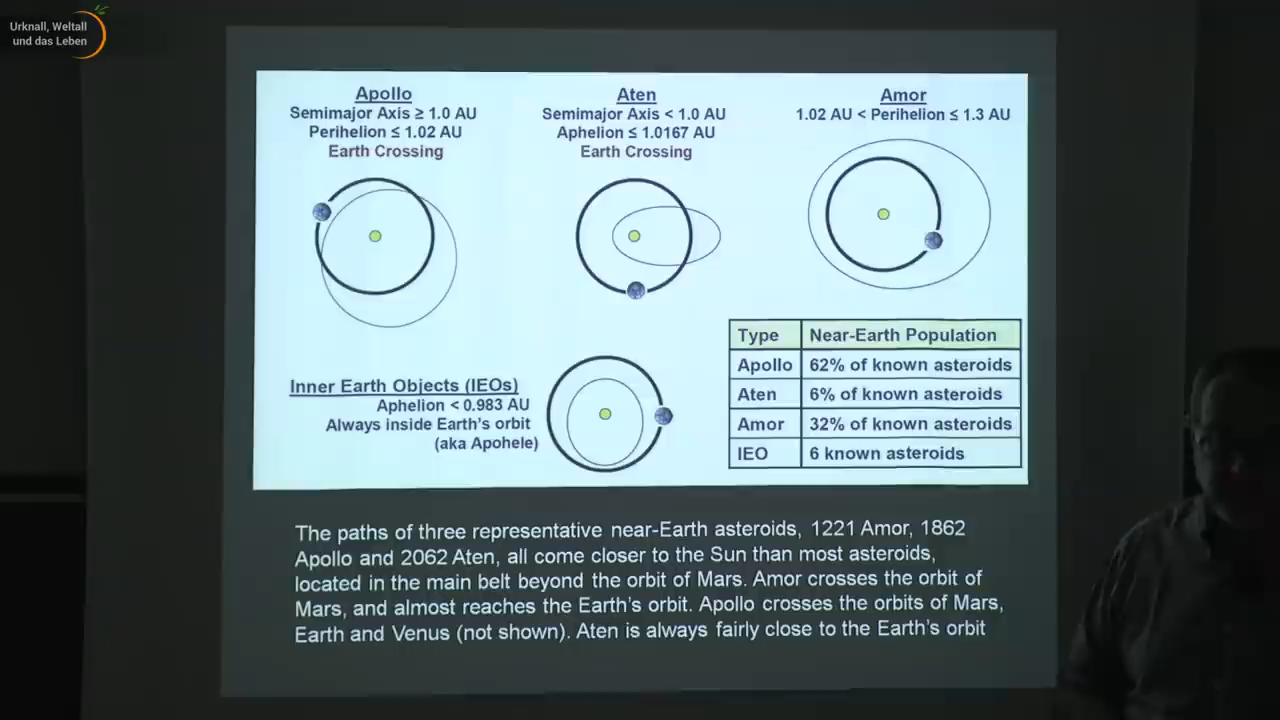 Urknall, Weltall
und das Leben
Apollo
Semimajor Axis ≥ 1.0 AU
Perihelion ≤ 1.02 AU
Earth Crossing
Aten
Semimajor Axis < 1.0 AU
Aphelion ≤ 1.0167 AU
Earth Crossing
Amor
1.02 AU < Perihelion ≤ 1.3 AU
Inner Earth Objects (IEOs)
Aphelion < 0.983 AU
Always inside Earth's orbit
(aka Apohele)
Type Near-Earth Population
Apollo 62% of known asteroids
Aten 6% of known asteroids
Amor 32% of known asteroids
IEO 6 known asteroids
The paths of three representative near-Earth asteroids, 1221 Amor, 1862
Apollo and 2062 Aten, all come closer to the Sun than most asteroids,
located in the main belt beyond the orbit of Mars. Amor crosses the orbit of
Mars, and almost reaches the Earth's orbit. Apollo crosses the orbits of Mars,
Earth and Venus (not shown). Aten is always fairly close to the Earth's orbit